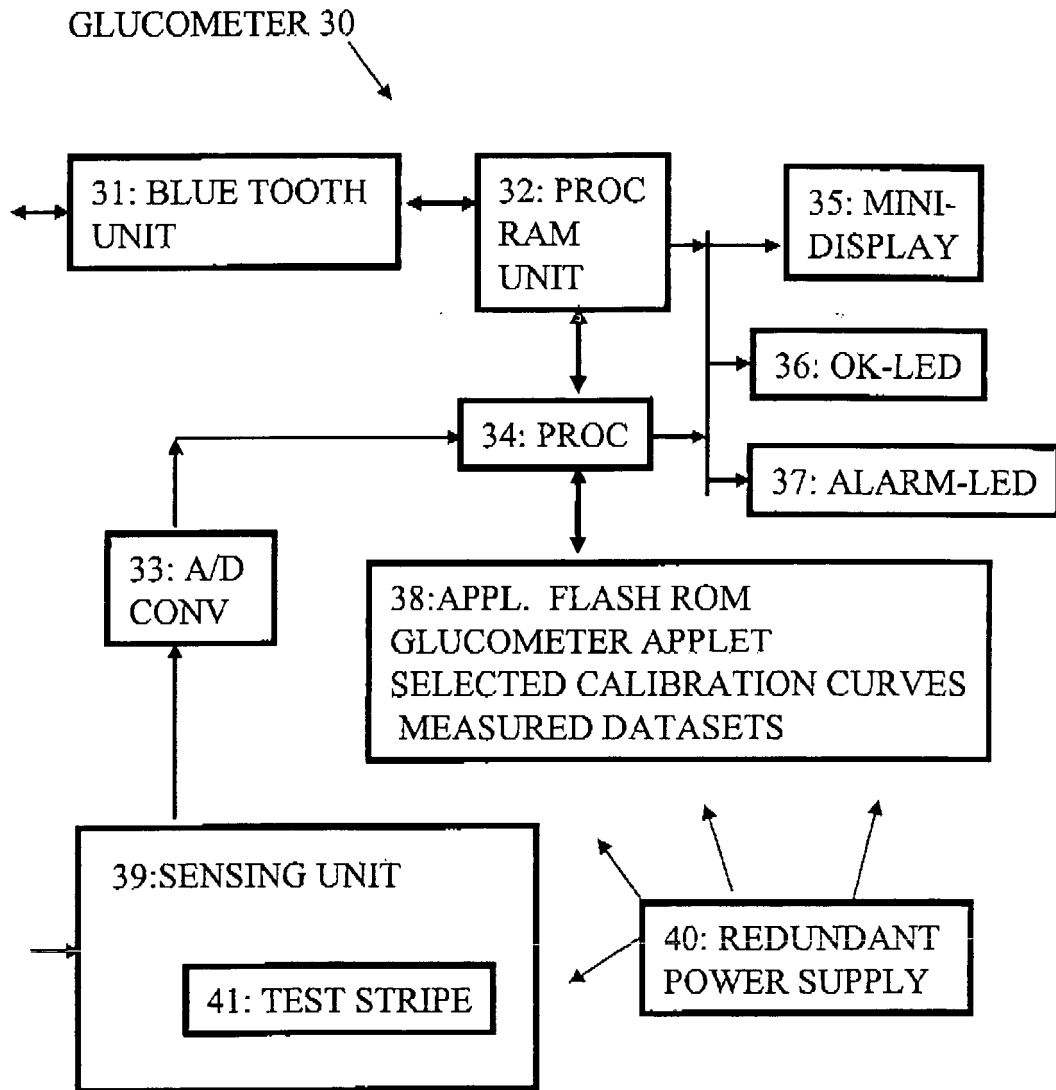 GLUCOMETER 30
31: BLUE TOOTH
UNIT
32: PROC
RAM
UNIT
35: MINI-
DISPLAY
36: OK-LED
34: PROC
37: ALARM-LED
33: A/D
CONV
38:APPL. FLASH ROM
GLUCOMETER APPLET
SELECTED CALIBRATION CURVES
MEASURED DATASETS
39:SENSING UNIT
41: TEST STRIPE
40: REDUNDANT
POWER SUPPLY